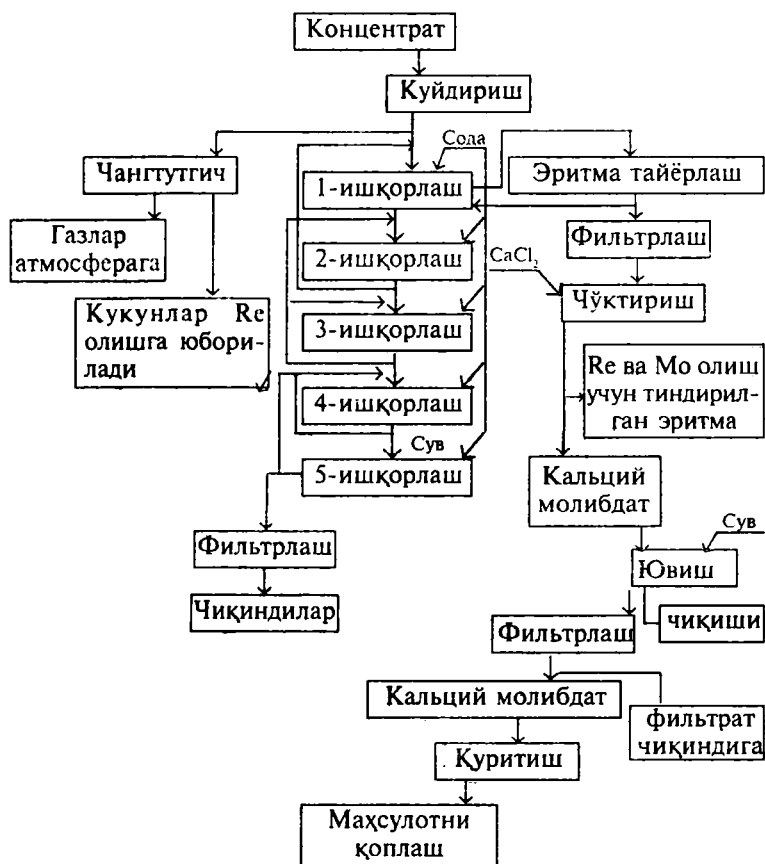 Концентрат
Куйдириш
Сода
Чангтутгич
1-ишқорлаш
Эритма тайёрлаш
Газлар
атмосферага
2-ишқорлаш
Фильтрлаш
CaCl₂
Чўктириш
Кукунлар Re
олишга юбори-
лади
3-ишқорлаш
Re ва Мо олиш
учун тиндирил-
ган эритма
4-ишқорлаш
Сув
5-ишқорлаш
Кальций
молибдат
Сув
Фильтрлаш
Ювиш
Чиқиндилар
чиқиши
Фильтрлаш
Кальций молибдат
фильтрат
чиқиндига
Қуритиш
Маҳсулотни
қоплаш